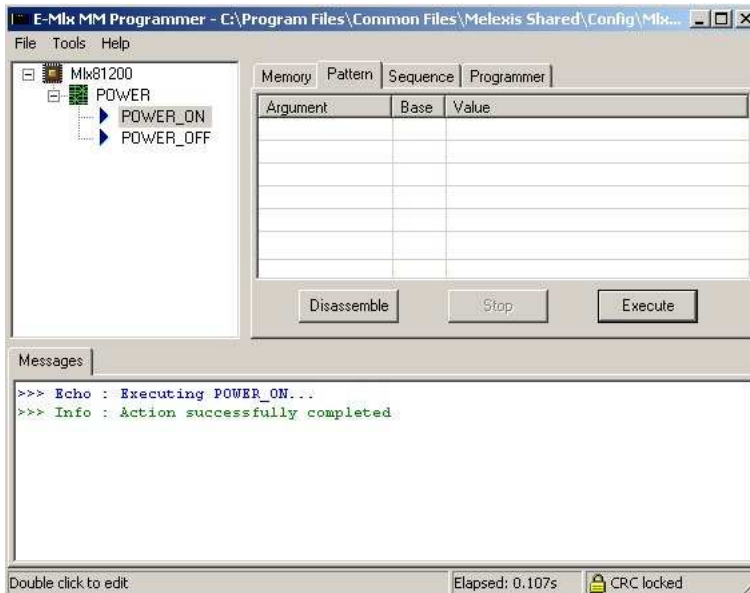 E-Mlx MM Programmer - C:\Program Files\Common Files\Melexis Shared\Config\Mlx...
File Tools Help
Mlx81200
POWER
POWER_ON
POWER_OFF
Memory Pattern Sequence Programmer
Argument Base Value
Disassemble Stop Execute
Messages
>>> Echo : Executing POWER_ON...
>>> Info : Action successfully completed
Double click to edit Elapsed: 0.107s CRC locked